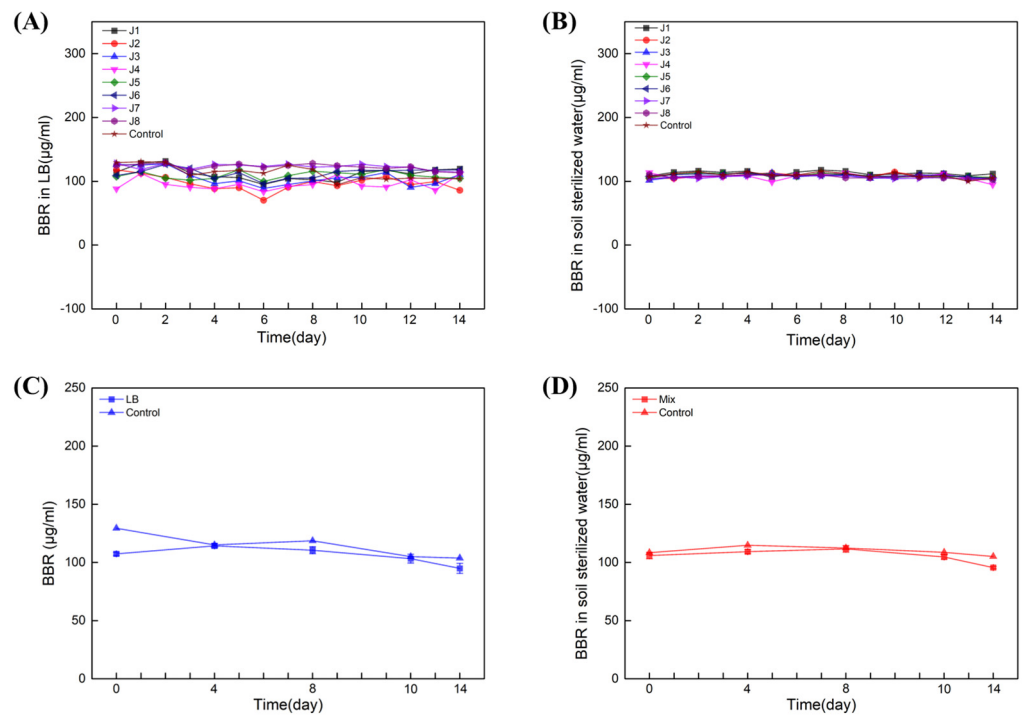 (A)
J1
J2
J3
J4
J5
J6
J7
J8
Control
300
200
100
0
-100
BBR in LB(μg/ml)
0 2 4 6 8 10 12 14
Time(day)
(B)
J1
J2
J3
J4
J5
J6
J7
J8
Control
300
200
100
0
-100
BBR in soil sterilized water(μg/ml)
0 2 4 6 8 10 12 14
Time(day)
(C)
LB
Control
250
200
150
100
50
0
BBR (μg/ml)
0 4 8 10 14
Time(day)
(D)
Mix
Control
250
200
150
100
50
0
BBR in soil sterilized water(μg/ml)
0 4 8 10 14
Time(day)